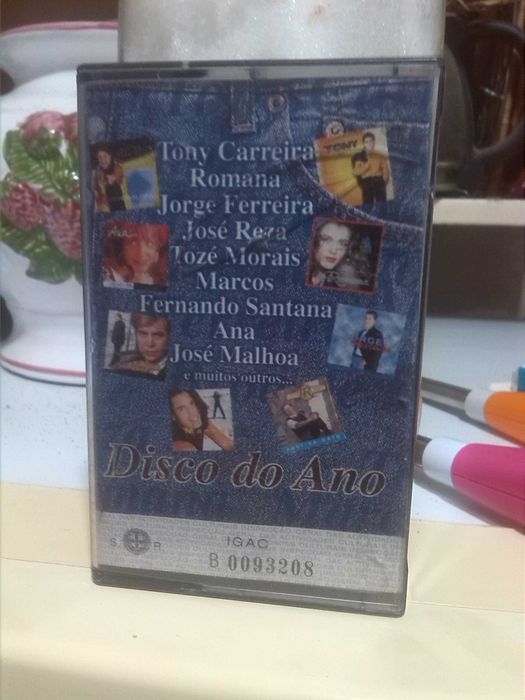 Tony Carreira
Romana
Jorge Ferreira
José Reza
Tozé Morais
Marcos
Fernando Santana
Ana
José Malhoa
e muitos outros...
Disco do Ano
S R
IGAC
B 0093208
TONY